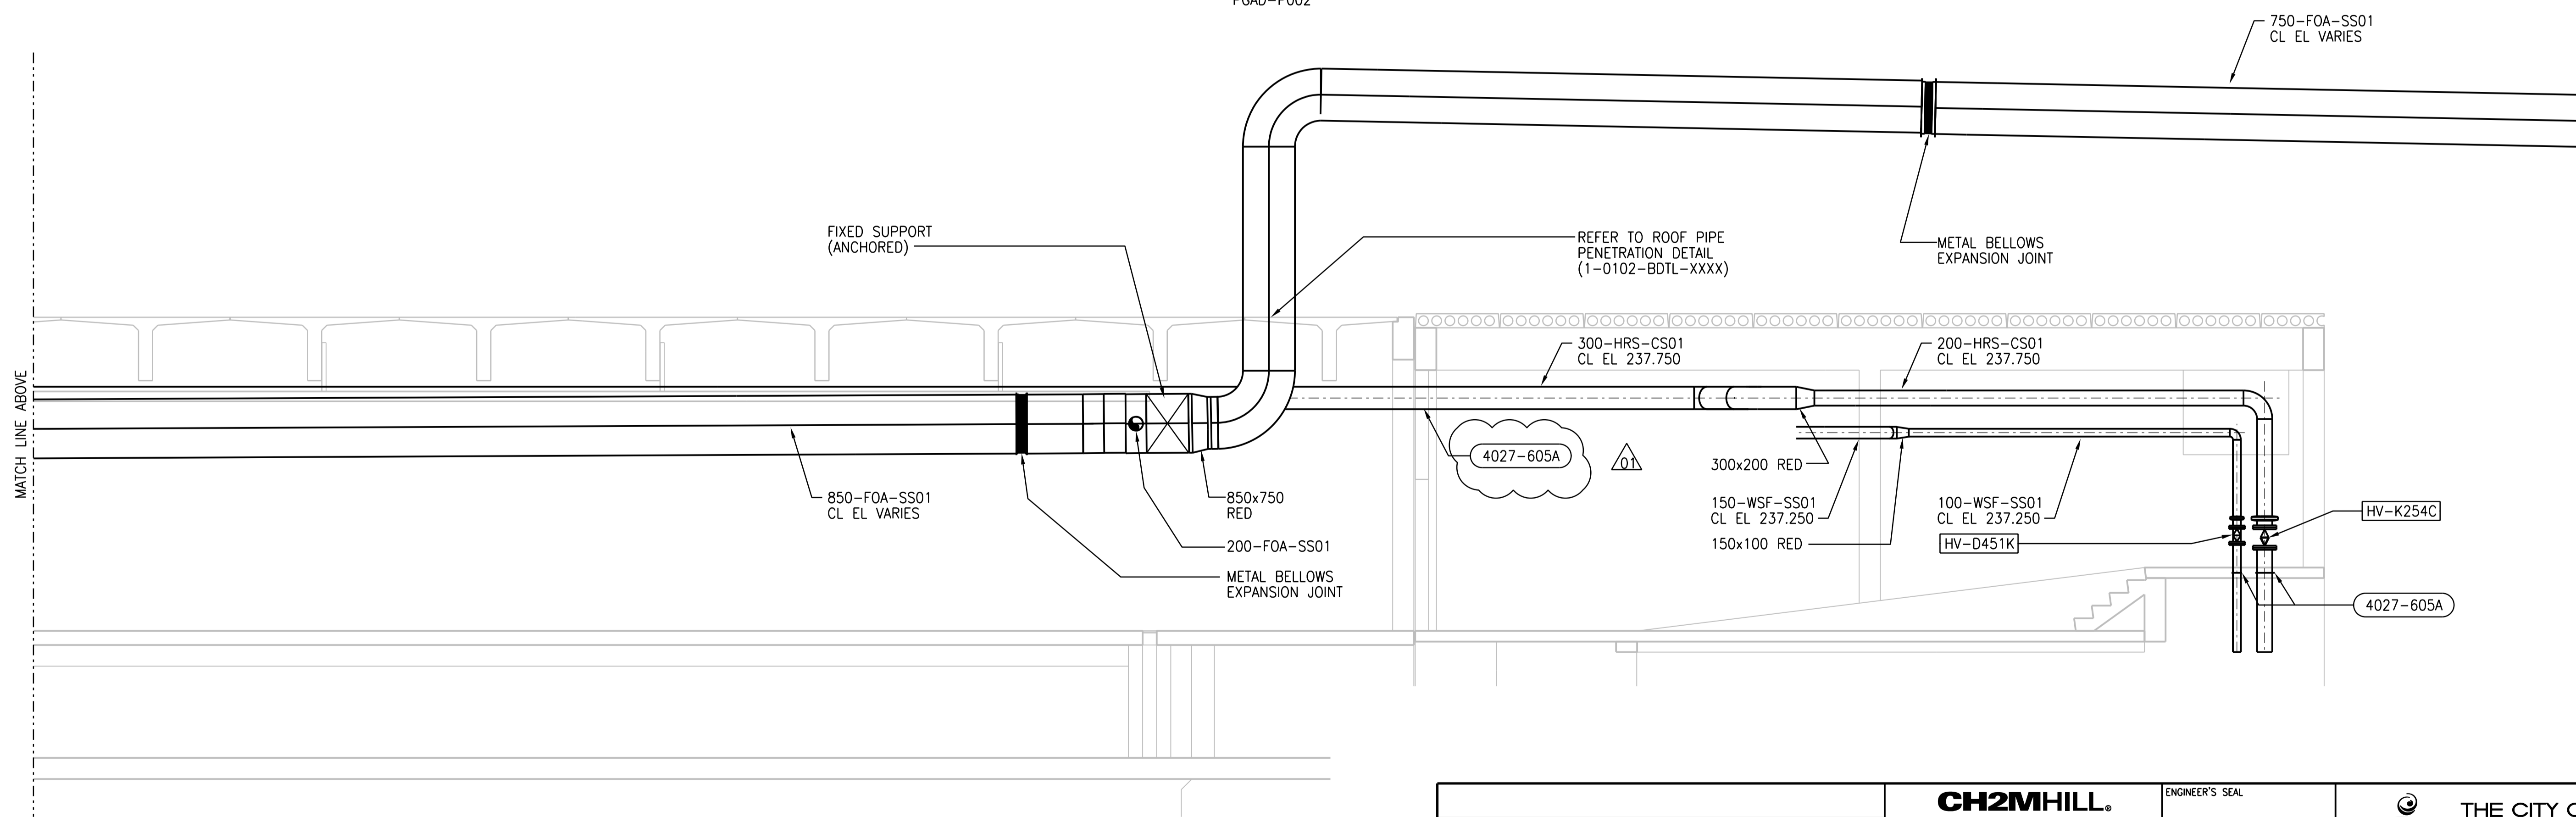 750-FOA-SS01
CL EL VARIES
FIXED SUPPORT
(ANCHORED)
REFER TO ROOF PIPE
PENETRATION DETAIL
(1-0102-BDTL-XXXX)
METAL BELLOWS
EXPANSION JOINT
300-HRS-CS01
CL EL 237.750
200-HRS-CS01
CL EL 237.750
MATCH LINE ABOVE
4027-605A
01
300x200 RED
850-FOA-SS01
CL EL VARIES
850x750
RED
150-WSF-SS01
CL EL 237.250
100-WSF-SS01
CL EL 237.250
HV-K254C
200-FOA-SS01
150x100 RED
HV-D451K
METAL BELLOWS
EXPANSION JOINT
4027-605A
CH2MHILL®
ENGINEER'S SEAL
THE CITY